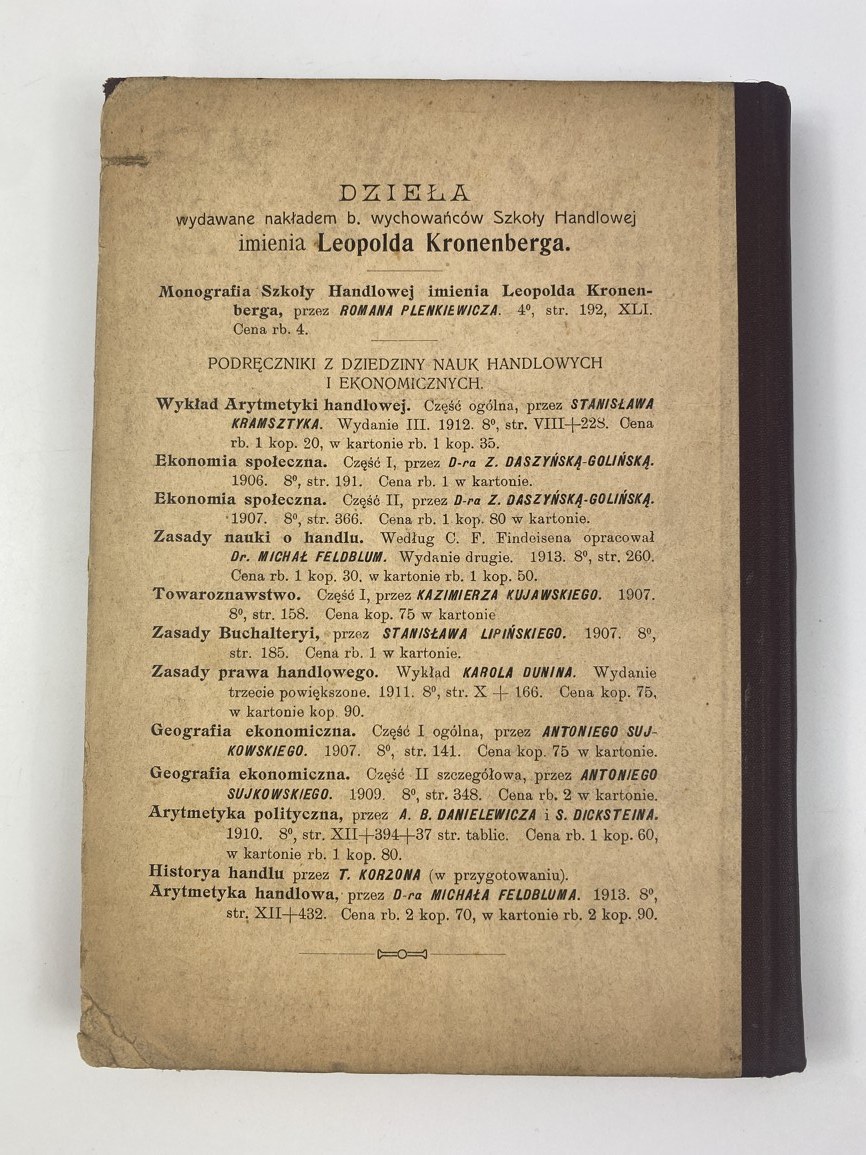 DZIEŁA
wydawane nakładem b. wychowańców Szkoły Handlowej
imienia Leopolda Kronenberga.
Monografia Szkoły Handlowej imienia Leopolda Kronen-
berga, przez ROMANA PLENKIEWICZA. 4⁰, str. 192, XLI.
Cena rb. 4.
PODRĘCZNIKI Z DZIEDZINY NAUK HANDLOWYCH
I EKONOMICZNYCH.
Wykład Arytmetyki handlowej. Część ogólna, przez STANISŁAWA
KRAMSZTYKA. Wydanie III. 1912. 8⁰, str. VIII+228. Cena
rb. 1 kop. 20, w kartonie rb. 1 kop. 35.
Ekonomia społeczna. Część I, przez D-ra Z. DASZYŃSKĄ-GOLIŃSKĄ.
1906. 8⁰, str. 191. Cena rb. 1 w kartonie.
Ekonomia społeczna. Część II, przez D-ra Z. DASZYŃSKĄ-GOLIŃSKĄ.
1907. 8⁰, str. 366. Cena rb. 1 kop. 80 w kartonie.
Zasady nauki o handlu. Według C. F. Findeisena opracował
Dr. MICHAŁ FELDBLUM. Wydanie drugie. 1913. 8⁰, str. 260.
Cena rb. 1 kop. 30, w kartonie rb. 1 kop. 50.
Towaroznawstwo. Część I, przez KAZIMIERZA KUJAWSKIEGO. 1907.
8⁰, str. 158. Cena kop. 75 w kartonie
Zasady Buchalteryi, przez STANISŁAWA LIPIŃSKIEGO. 1907. 8⁰,
str. 185. Cena rb. 1 w kartonie.
Zasady prawa handlowego. Wykład KAROLA DUNINA. Wydanie
trzecie powiększone. 1911. 8⁰, str. X + 166. Cena kop. 75,
w kartonie kop. 90.
Geografia ekonomiczna. Część I ogólna, przez ANTONIEGO SUJ-
KOWSKIEGO. 1907. 8⁰, str. 141. Cena kop. 75 w kartonie.
Geografia ekonomiczna. Część II szczegółowa, przez ANTONIEGO
SUJKOWSKIEGO. 1909. 8⁰, str. 348. Cena rb. 2 w kartonie.
Arytmetyka polityczna, przez A. B. DANIELEWICZA i S. DICKSTEINA.
1910. 8⁰, str. XII+394+37 str. tablic. Cena rb. 1 kop. 60,
w kartonie rb. 1 kop. 80.
Historya handlu przez T. KORZONA (w przygotowaniu).
Arytmetyka handlowa, przez D-ra MICHAŁA FELDBLUMA. 1913. 8⁰,
str. XII+432. Cena rb. 2 kop. 70, w kartonie rb. 2 kop. 90.